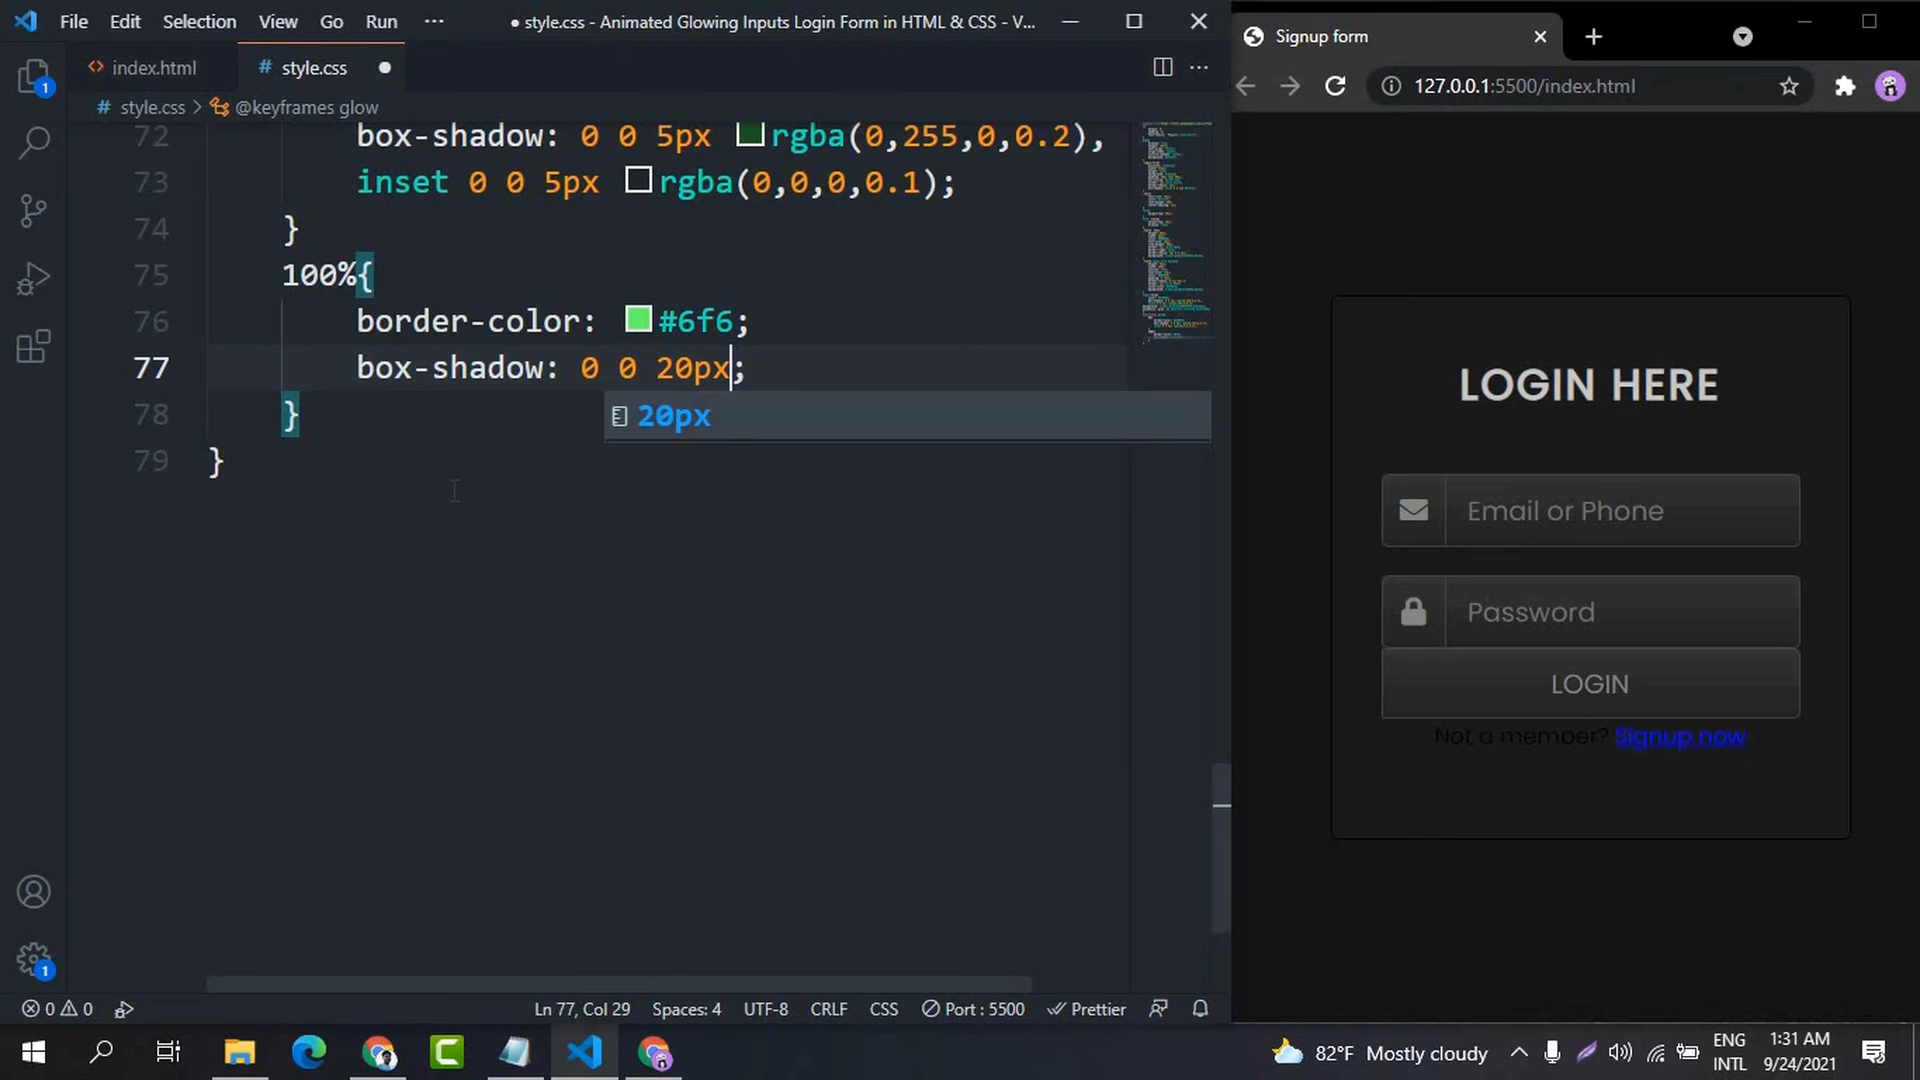 File Edit Selection View Go Run ··· ● style.css - Animated Glowing Inputs Login Form in HTML & CSS - V...
<> index.html # style.css ●
# style.css > @keyframes glow
72 box-shadow: 0 0 5px rgba(0,255,0,0.2),
73 inset 0 0 5px rgba(0,0,0,0.1);
74 }
75 100%{
76 border-color: #6f6;
77 box-shadow: 0 0 20px;
20px
78 }
79 }
1
1
0 0 Ln 77, Col 29 Spaces: 4 UTF-8 CRLF CSS Port : 5500 Prettier
Signup form
127.0.0.1:5500/index.html
LOGIN HERE
Email or Phone
Password
LOGIN
Not a member? Signup now
82°F Mostly cloudy
ENG
INTL
1:31 AM
9/24/2021